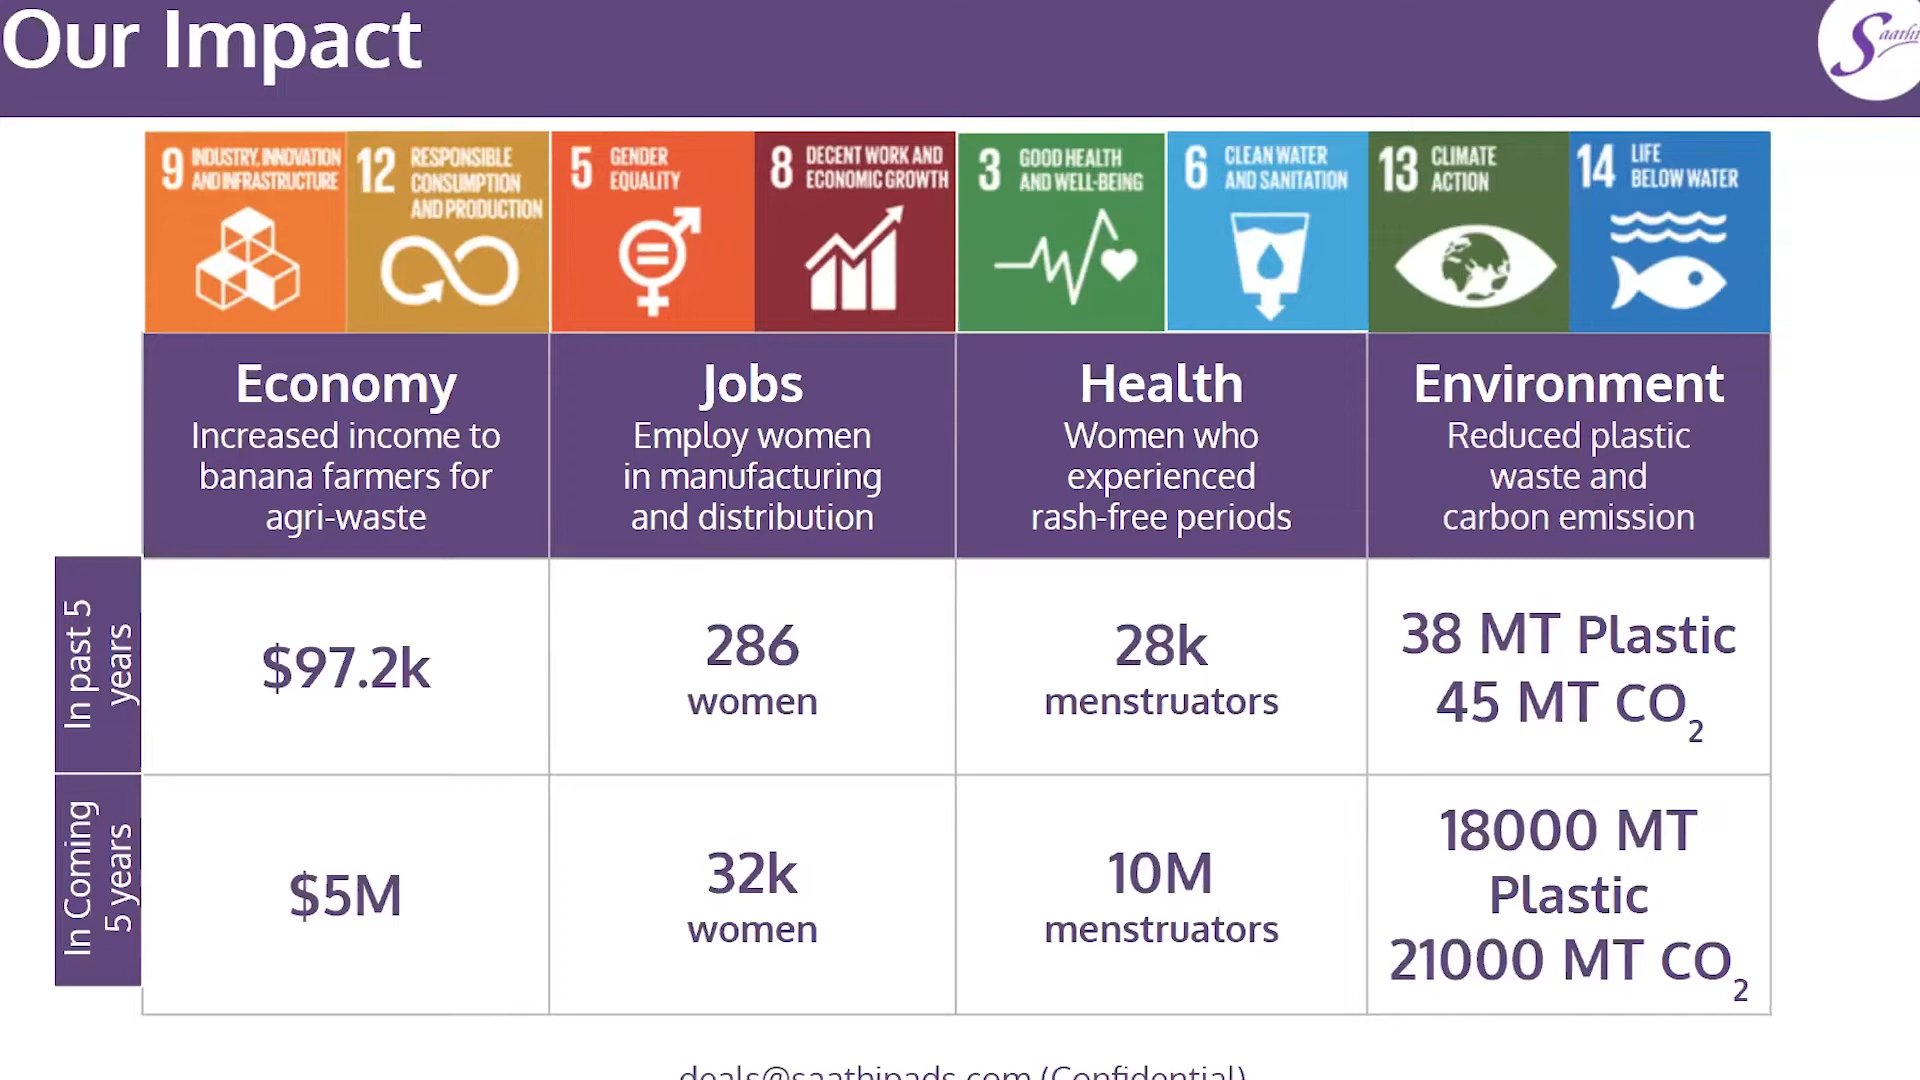 Our Impact
Saathi
9 INDUSTRY, INNOVATION
AND INFRASTRUCTURE
12 RESPONSIBLE
CONSUMPTION
AND PRODUCTION
5 GENDER
EQUALITY
8 DECENT WORK AND
ECONOMIC GROWTH
3 GOOD HEALTH
AND WELL-BEING
6 CLEAN WATER
AND SANITATION
13 CLIMATE
ACTION
14 LIFE
BELOW WATER
Economy
Increased income to
banana farmers for
agri-waste
Jobs
Employ women
in manufacturing
and distribution
Health
Women who
experienced
rash-free periods
Environment
Reduced plastic
waste and
carbon emission
In past 5
years
$97.2k
286
women
28k
menstruators
38 MT Plastic
45 MT CO2
In Coming
5 years
$5M
32k
women
10M
menstruators
18000 MT
Plastic
21000 MT CO2
deals@saathipads.com (Confidential)